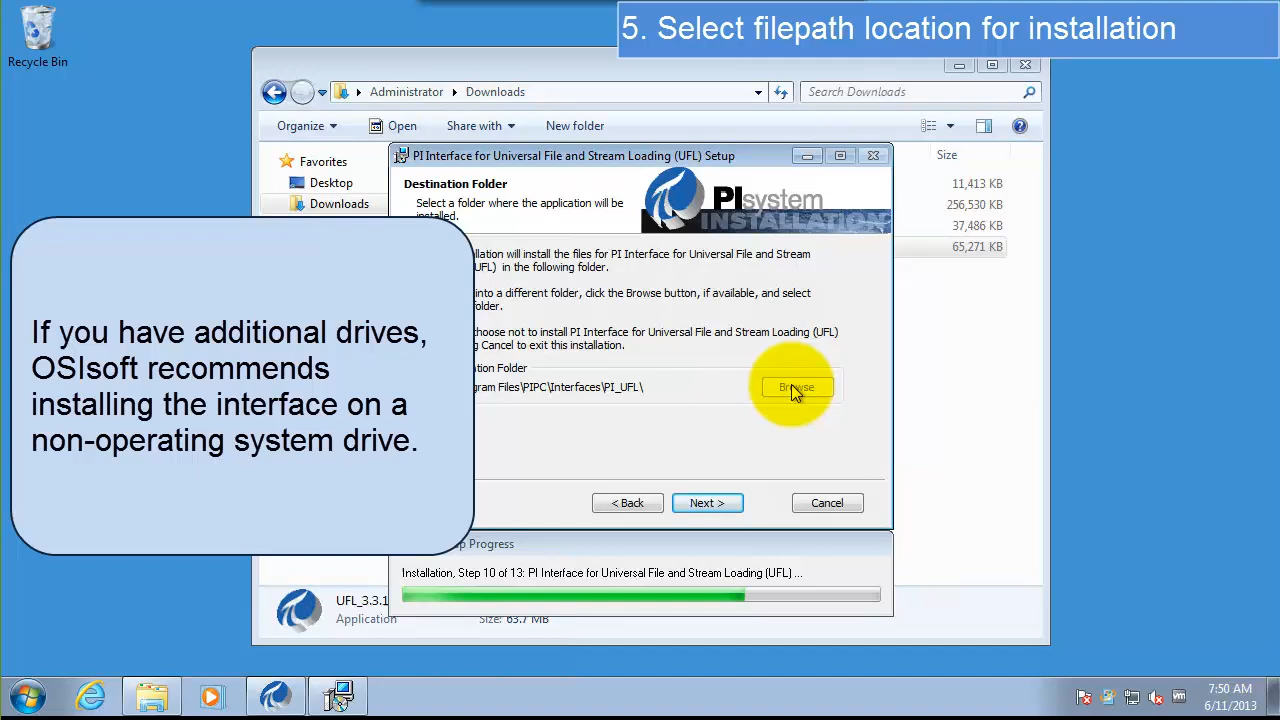 5. Select filepath location for installation
Recycle Bin
Administrator
Downloads
Search Downloads
Organize
Open
Share with
New folder
PI Interface for Universal File and Stream Loading (UFL) Setup
Favorites
Size
Destination Folder
Desktop
11,413 KB
Select a folder where the application will be
installed.
PIsystem
INSTALLATION
Downloads
256,530 KB
37,486 KB
65,271 KB
will install the files for PI Interface for Universal File and Stream
in the following folder.
into a different folder, click the Browse button, if available, and select
choose not to install PI Interface for Universal File and Stream Loading (UFL)
Cancel to exit this installation.
Folder
Files\PIPC\Interfaces\PI_UFL\
Browse
If you have additional drives,
OSIsoft recommends
installing the interface on a
non-operating system drive.
< Back
Next >
Cancel
Progress
Installation, Step 10 of 13: PI Interface for Universal File and Stream Loading (UFL) ...
UFL_3.3.1
Application
Size: 63.7 MB
7:50 AM
6/11/2013